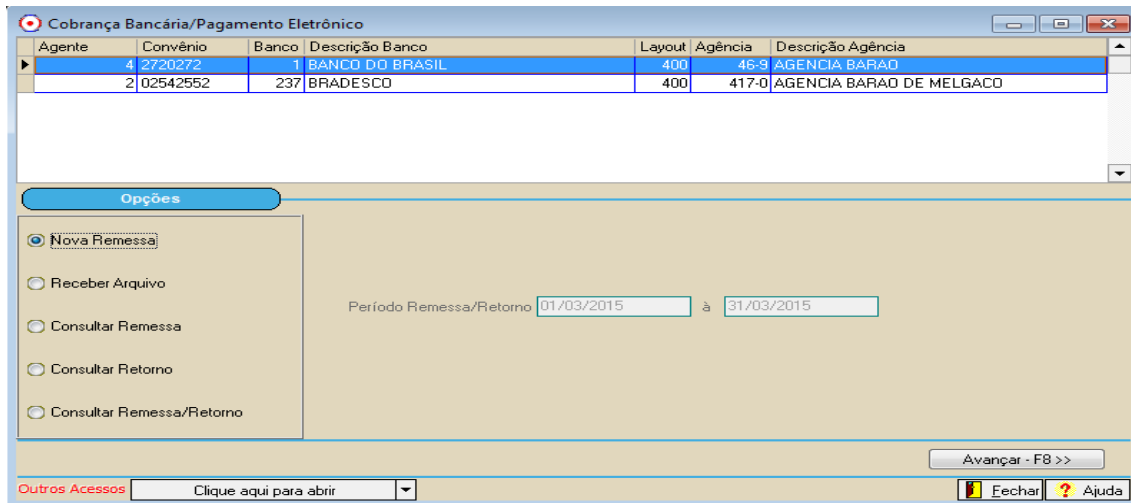 Cobrança Bancária/Pagamento Eletrônico
Agente Convênio Banco Descrição Banco Layout Agência Descrição Agência
4 2720272 1 BANCO DO BRASIL 400 46-9 AGENCIA BARAO
2 02542552 237 BRADESCO 400 417-0 AGENCIA BARAO DE MELGACO
Opções
Nova Remessa
Receber Arquivo
Período Remessa/Retorno 01/03/2015 à 31/03/2015
Consultar Remessa
Consultar Retorno
Consultar Remessa/Retorno
Avançar - F8 >>
Outros Acessos Clique aqui para abrir Fechar ? Ajuda